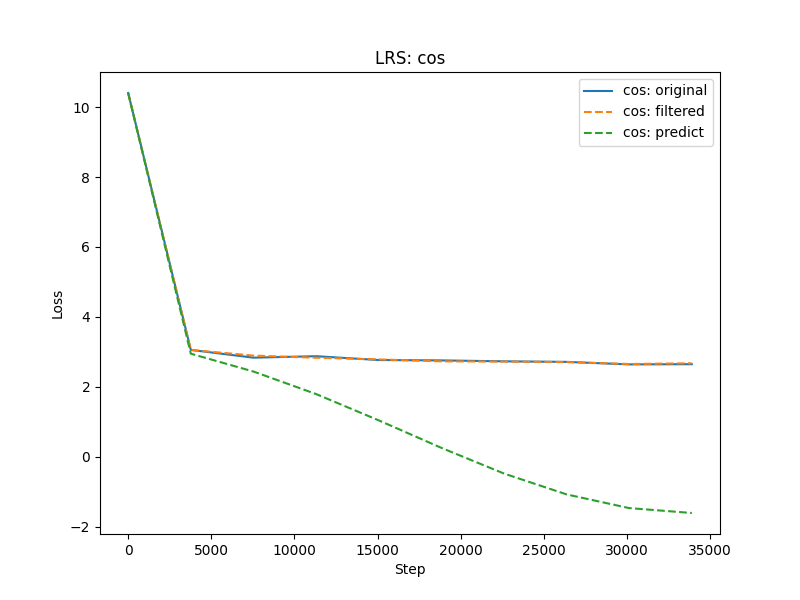 LRS: cos
cos: original
cos: filtered
cos: predict
Loss
10
8
6
4
2
0
−2
0 5000 10000 15000 20000 25000 30000 35000
Step